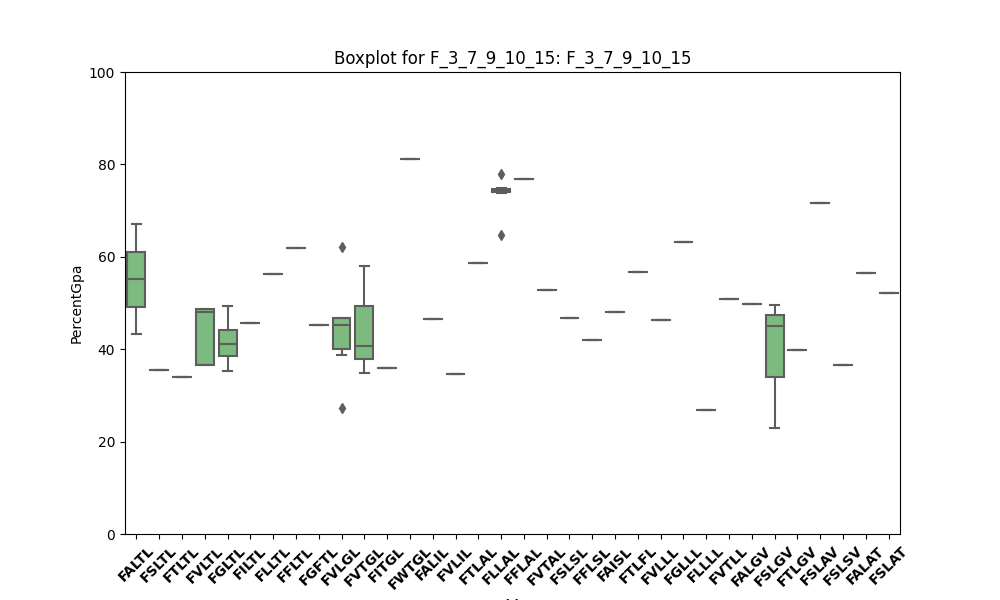 Boxplot for F_3_7_9_10_15: F_3_7_9_10_15
100
80
60
40
20
0
PercentGpa
FALTL FSLTL FTLTL FVLTL FGLTL FILTL FLLTL FFLTL FGFTL FVLGL FVTGL FITGL FWTGL FALIL FVLIL FTLAL FLLAL FFLAL FVTAL FSLSL FFLSL FAISL FTLFL FVLLL FGLLL FLLLL FVTLL FALGV FSLGV FTLGV FSLAV FSLSV FALAT FSLAT